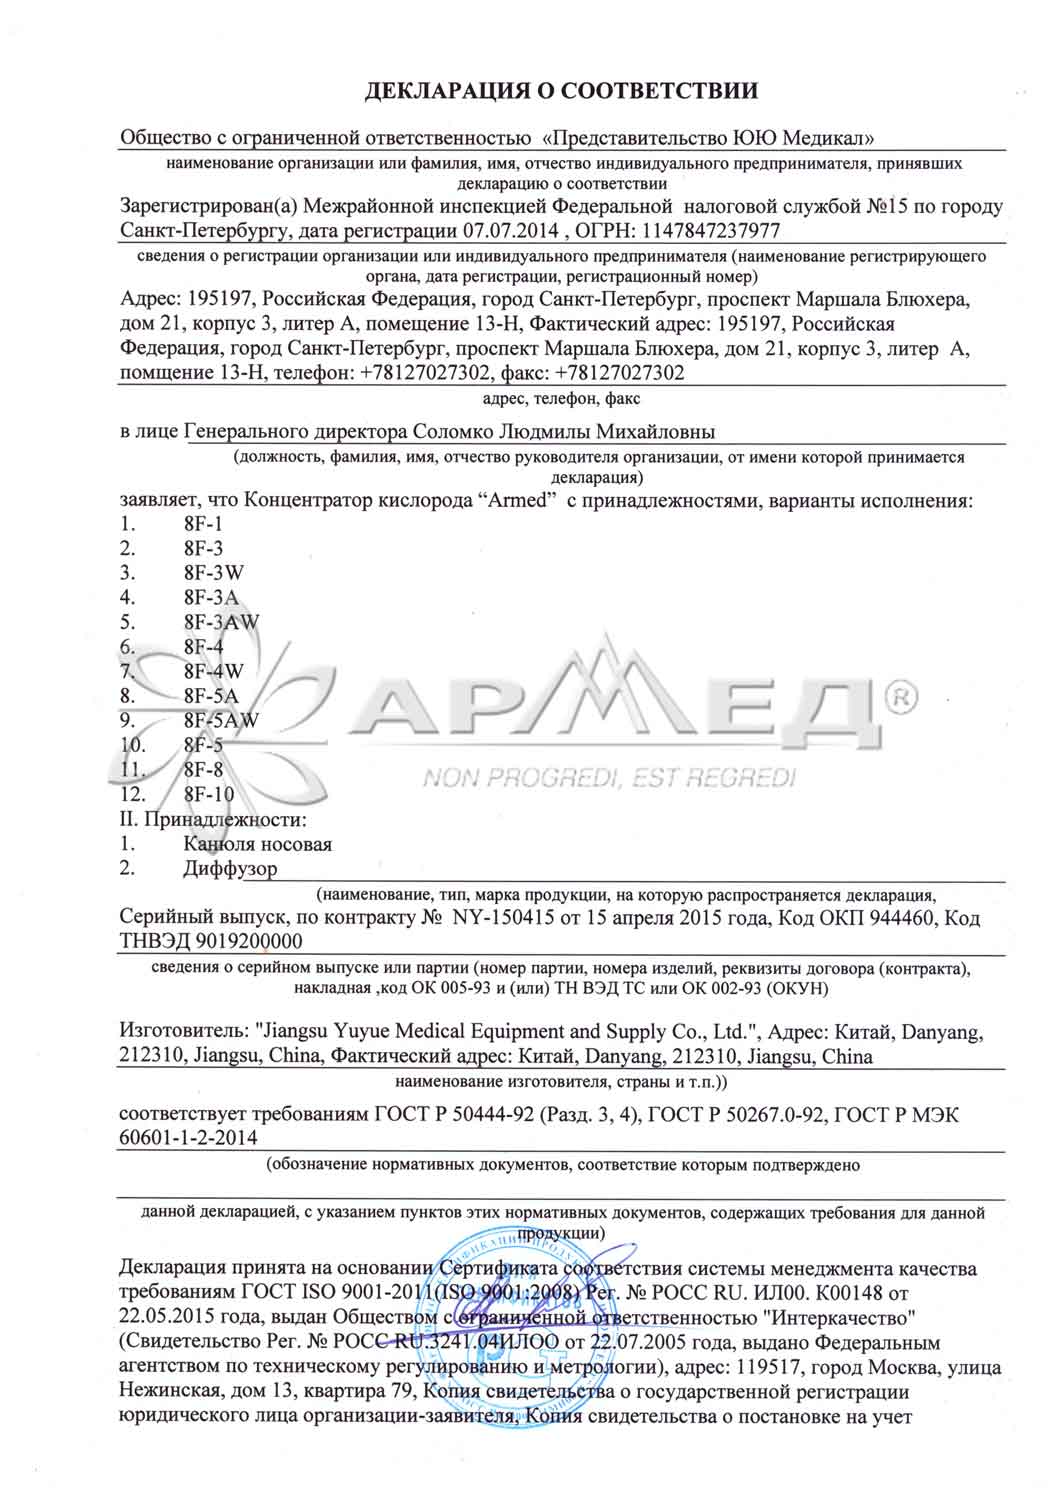 ДЕКЛАРАЦИЯ О СООТВЕТСТВИИ
Общество с ограниченной ответственностью «Представительство ЮЮ Медикал»
наименование организации или фамилия, имя, отчество индивидуального предпринимателя, принявших
декларацию о соответствии
Зарегистрирован(а) Межрайонной инспекцией Федеральной налоговой службой №15 по городу
Санкт-Петербургу, дата регистрации 07.07.2014 , ОГРН: 1147847237977
сведения о регистрации организации или индивидуального предпринимателя (наименование регистрирующего
органа, дата регистрации, регистрационный номер)
Адрес: 195197, Российская Федерация, город Санкт-Петербург, проспект Маршала Блюхера,
дом 21, корпус 3, литер А, помещение 13-Н, Фактический адрес: 195197, Российская
Федерация, город Санкт-Петербург, проспект Маршала Блюхера, дом 21, корпус 3, литер А,
помщение 13-Н, телефон: +78127027302, факс: +78127027302
адрес, телефон, факс
в лице Генерального директора Соломко Людмилы Михайловны
(должность, фамилия, имя, отчество руководителя организации, от имени которой принимается
декларация)
заявляет, что Концентратор кислорода “Armed” с принадлежностями, варианты исполнения:
1. 8F-1
2. 8F-3
3. 8F-3W
4. 8F-3A
5. 8F-3AW
6. 8F-4
7. 8F-4W
8. 8F-5A
9. 8F-5AW
10. 8F-5
11. 8F-8
12. 8F-10
АРМЕД®
NON PROGREDI, EST REGREDI
II. Принадлежности:
1. Канюля носовая
2. Диффузор
(наименование, тип, марка продукции, на которую распространяется декларация,
Серийный выпуск, по контракту № NY-150415 от 15 апреля 2015 года, Код ОКП 944460, Код
ТНВЭД 9019200000
сведения о серийном выпуске или партии (номер партии, номера изделий, реквизиты договора (контракта),
накладная ,код ОК 005-93 и (или) ТН ВЭД ТС или ОК 002-93 (ОКУН)
Изготовитель: "Jiangsu Yuyue Medical Equipment and Supply Co., Ltd.", Адрес: Китай, Danyang,
212310, Jiangsu, China, Фактический адрес: Китай, Danyang, 212310, Jiangsu, China
наименование изготовителя, страны и т.п.))
соответствует требованиям ГОСТ Р 50444-92 (Разд. 3, 4), ГОСТ Р 50267.0-92, ГОСТ Р МЭК
60601-1-2-2014
(обозначение нормативных документов, соответствие которым подтверждено
данной декларацией, с указанием пунктов этих нормативных документов, содержащих требования для данной
продукции)
Декларация принята на основании Сертификата соответствия системы менеджмента качества
требованиям ГОСТ ISO 9001-2011(ISO 9001:2008) Рег. № РОСС RU. ИЛ00. К00148 от
22.05.2015 года, выдан Обществом с ограниченной ответственностью "Интеркачество"
(Свидетельство Рег. № РОСС RU.3241.04ИЛОО от 22.07.2005 года, выдано Федеральным
агентством по техническому регулированию и метрологии), адрес: 119517, город Москва, улица
Нежинская, дом 13, квартира 79, Копия свидетельства о государственной регистрации
юридического лица организации-заявителя, Копия свидетельства о постановке на учет